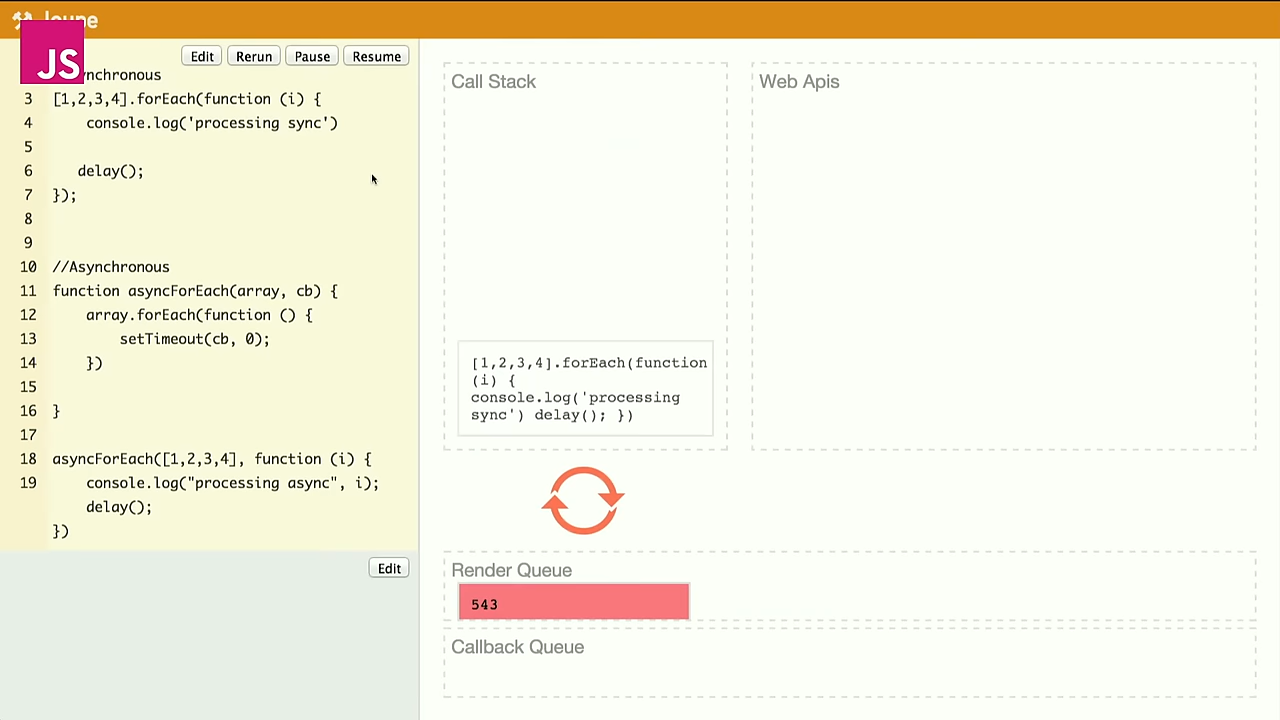 Loupe
JS
Edit
Rerun
Pause
Resume
nchronous
3 [1,2,3,4].forEach(function (i) {
4 console.log('processing sync')
5
6 delay();
7 });
8
9
10 //Asynchronous
11 function asyncForEach(array, cb) {
12 array.forEach(function () {
13 setTimeout(cb, 0);
14 })
15
16 }
17
18 asyncForEach([1,2,3,4], function (i) {
19 console.log("processing async", i);
delay();
})
Edit
Call Stack
[1,2,3,4].forEach(function
(i) {
console.log('processing
sync') delay(); })
Web Apis
Render Queue
543
Callback Queue